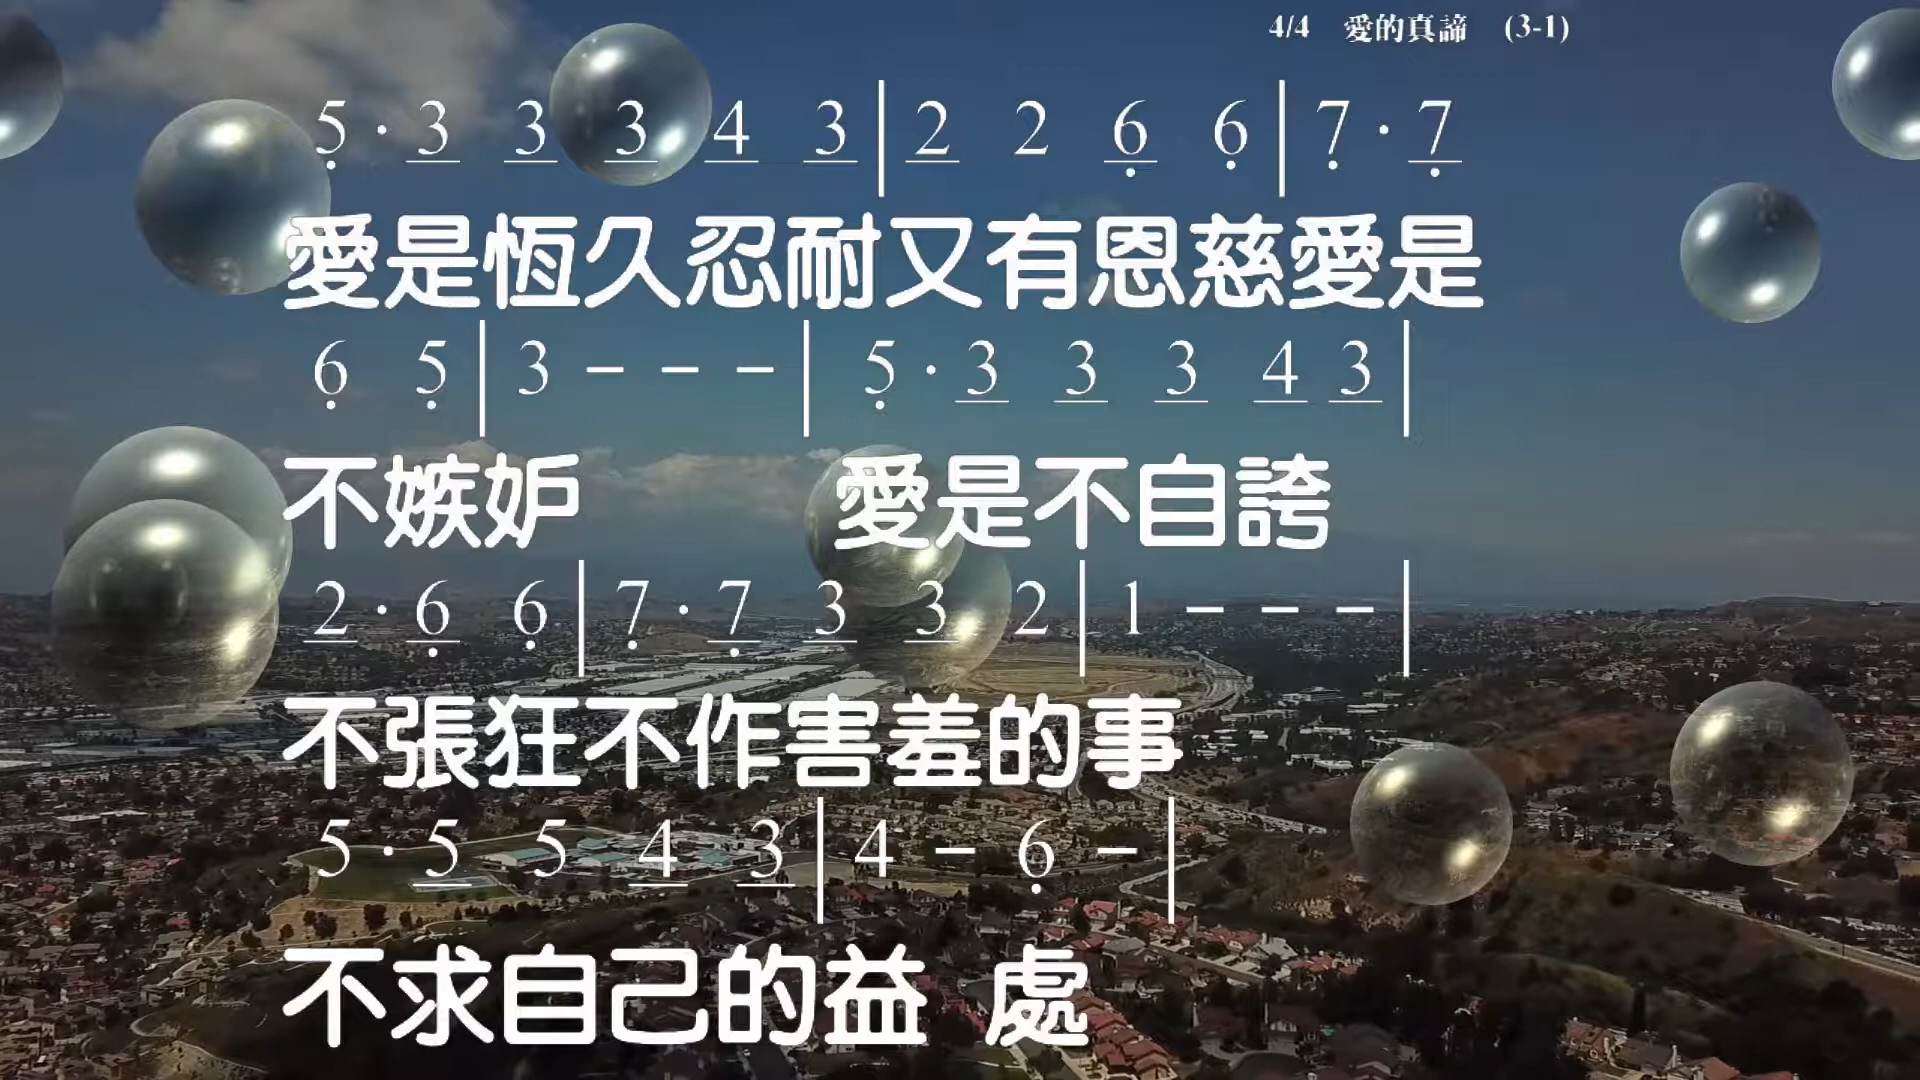 4/4 愛的真諦 (3-1)
5 · 3 3 3 4 3 | 2 2 6 6 | 7 · 7
愛是恆久忍耐又有恩慈愛是
6 5 | 3 - - - | 5 · 3 3 3 4 3 |
不嫉妒 愛是不自誇
2 · 6 6 | 7 · 7 3 3 2 | 1 - - - |
不張狂不作害羞的事
5 · 5 5 4 3 | 4 - 6 - |
不求自己的益 處